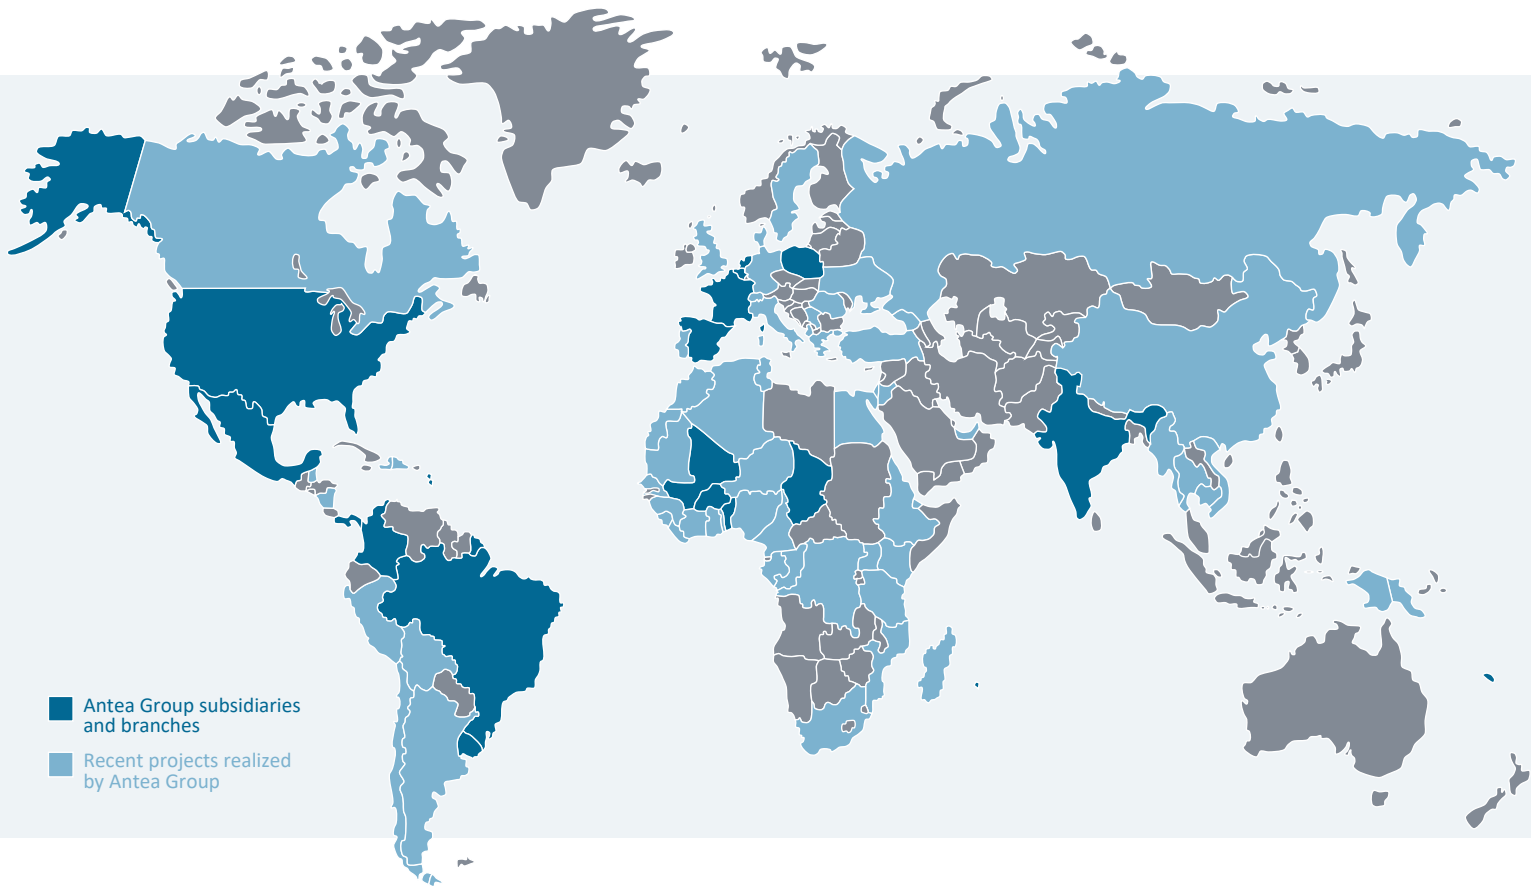 Antea Group subsidiaries
and branches
Recent projects realized
by Antea Group